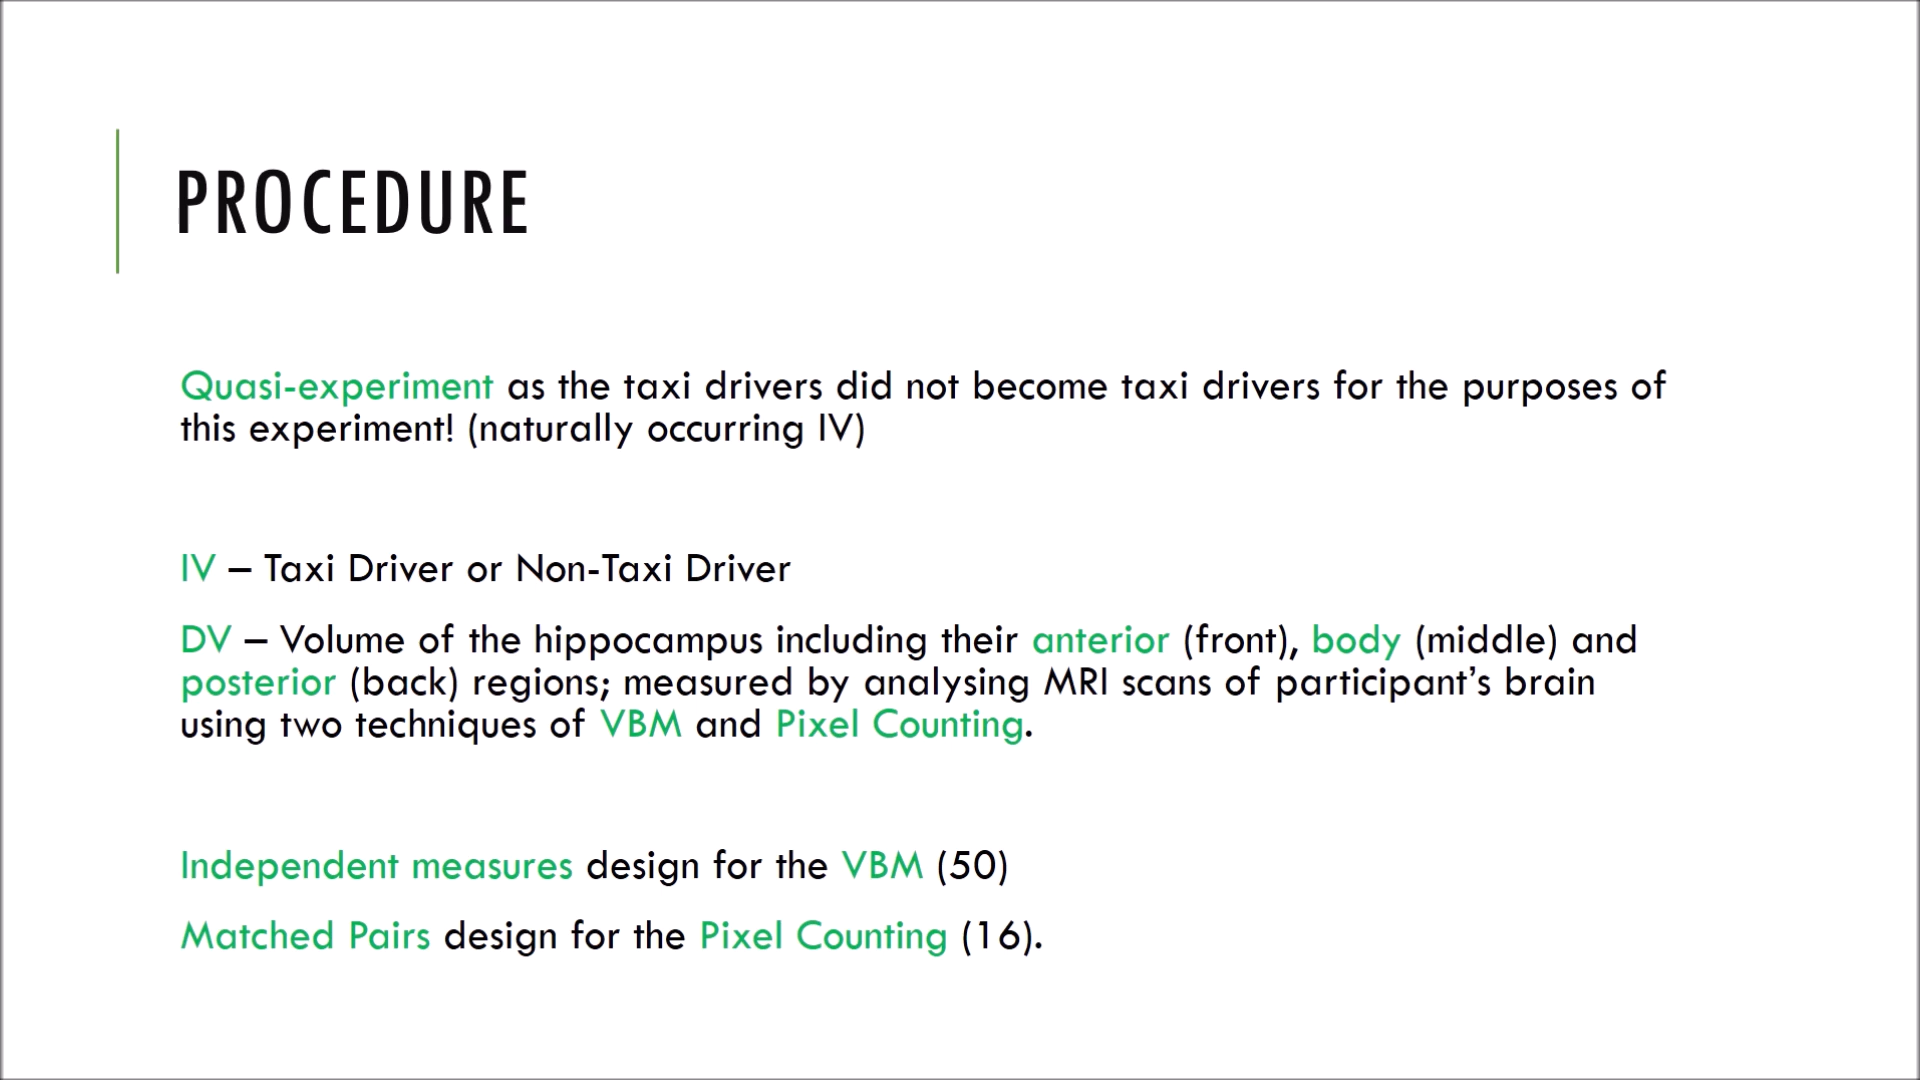 PROCEDURE
Quasi-experiment as the taxi drivers did not become taxi drivers for the purposes of
this experiment! (naturally occurring IV)
IV – Taxi Driver or Non-Taxi Driver
DV – Volume of the hippocampus including their anterior (front), body (middle) and
posterior (back) regions; measured by analysing MRI scans of participant’s brain
using two techniques of VBM and Pixel Counting.
Independent measures design for the VBM (50)
Matched Pairs design for the Pixel Counting (16).